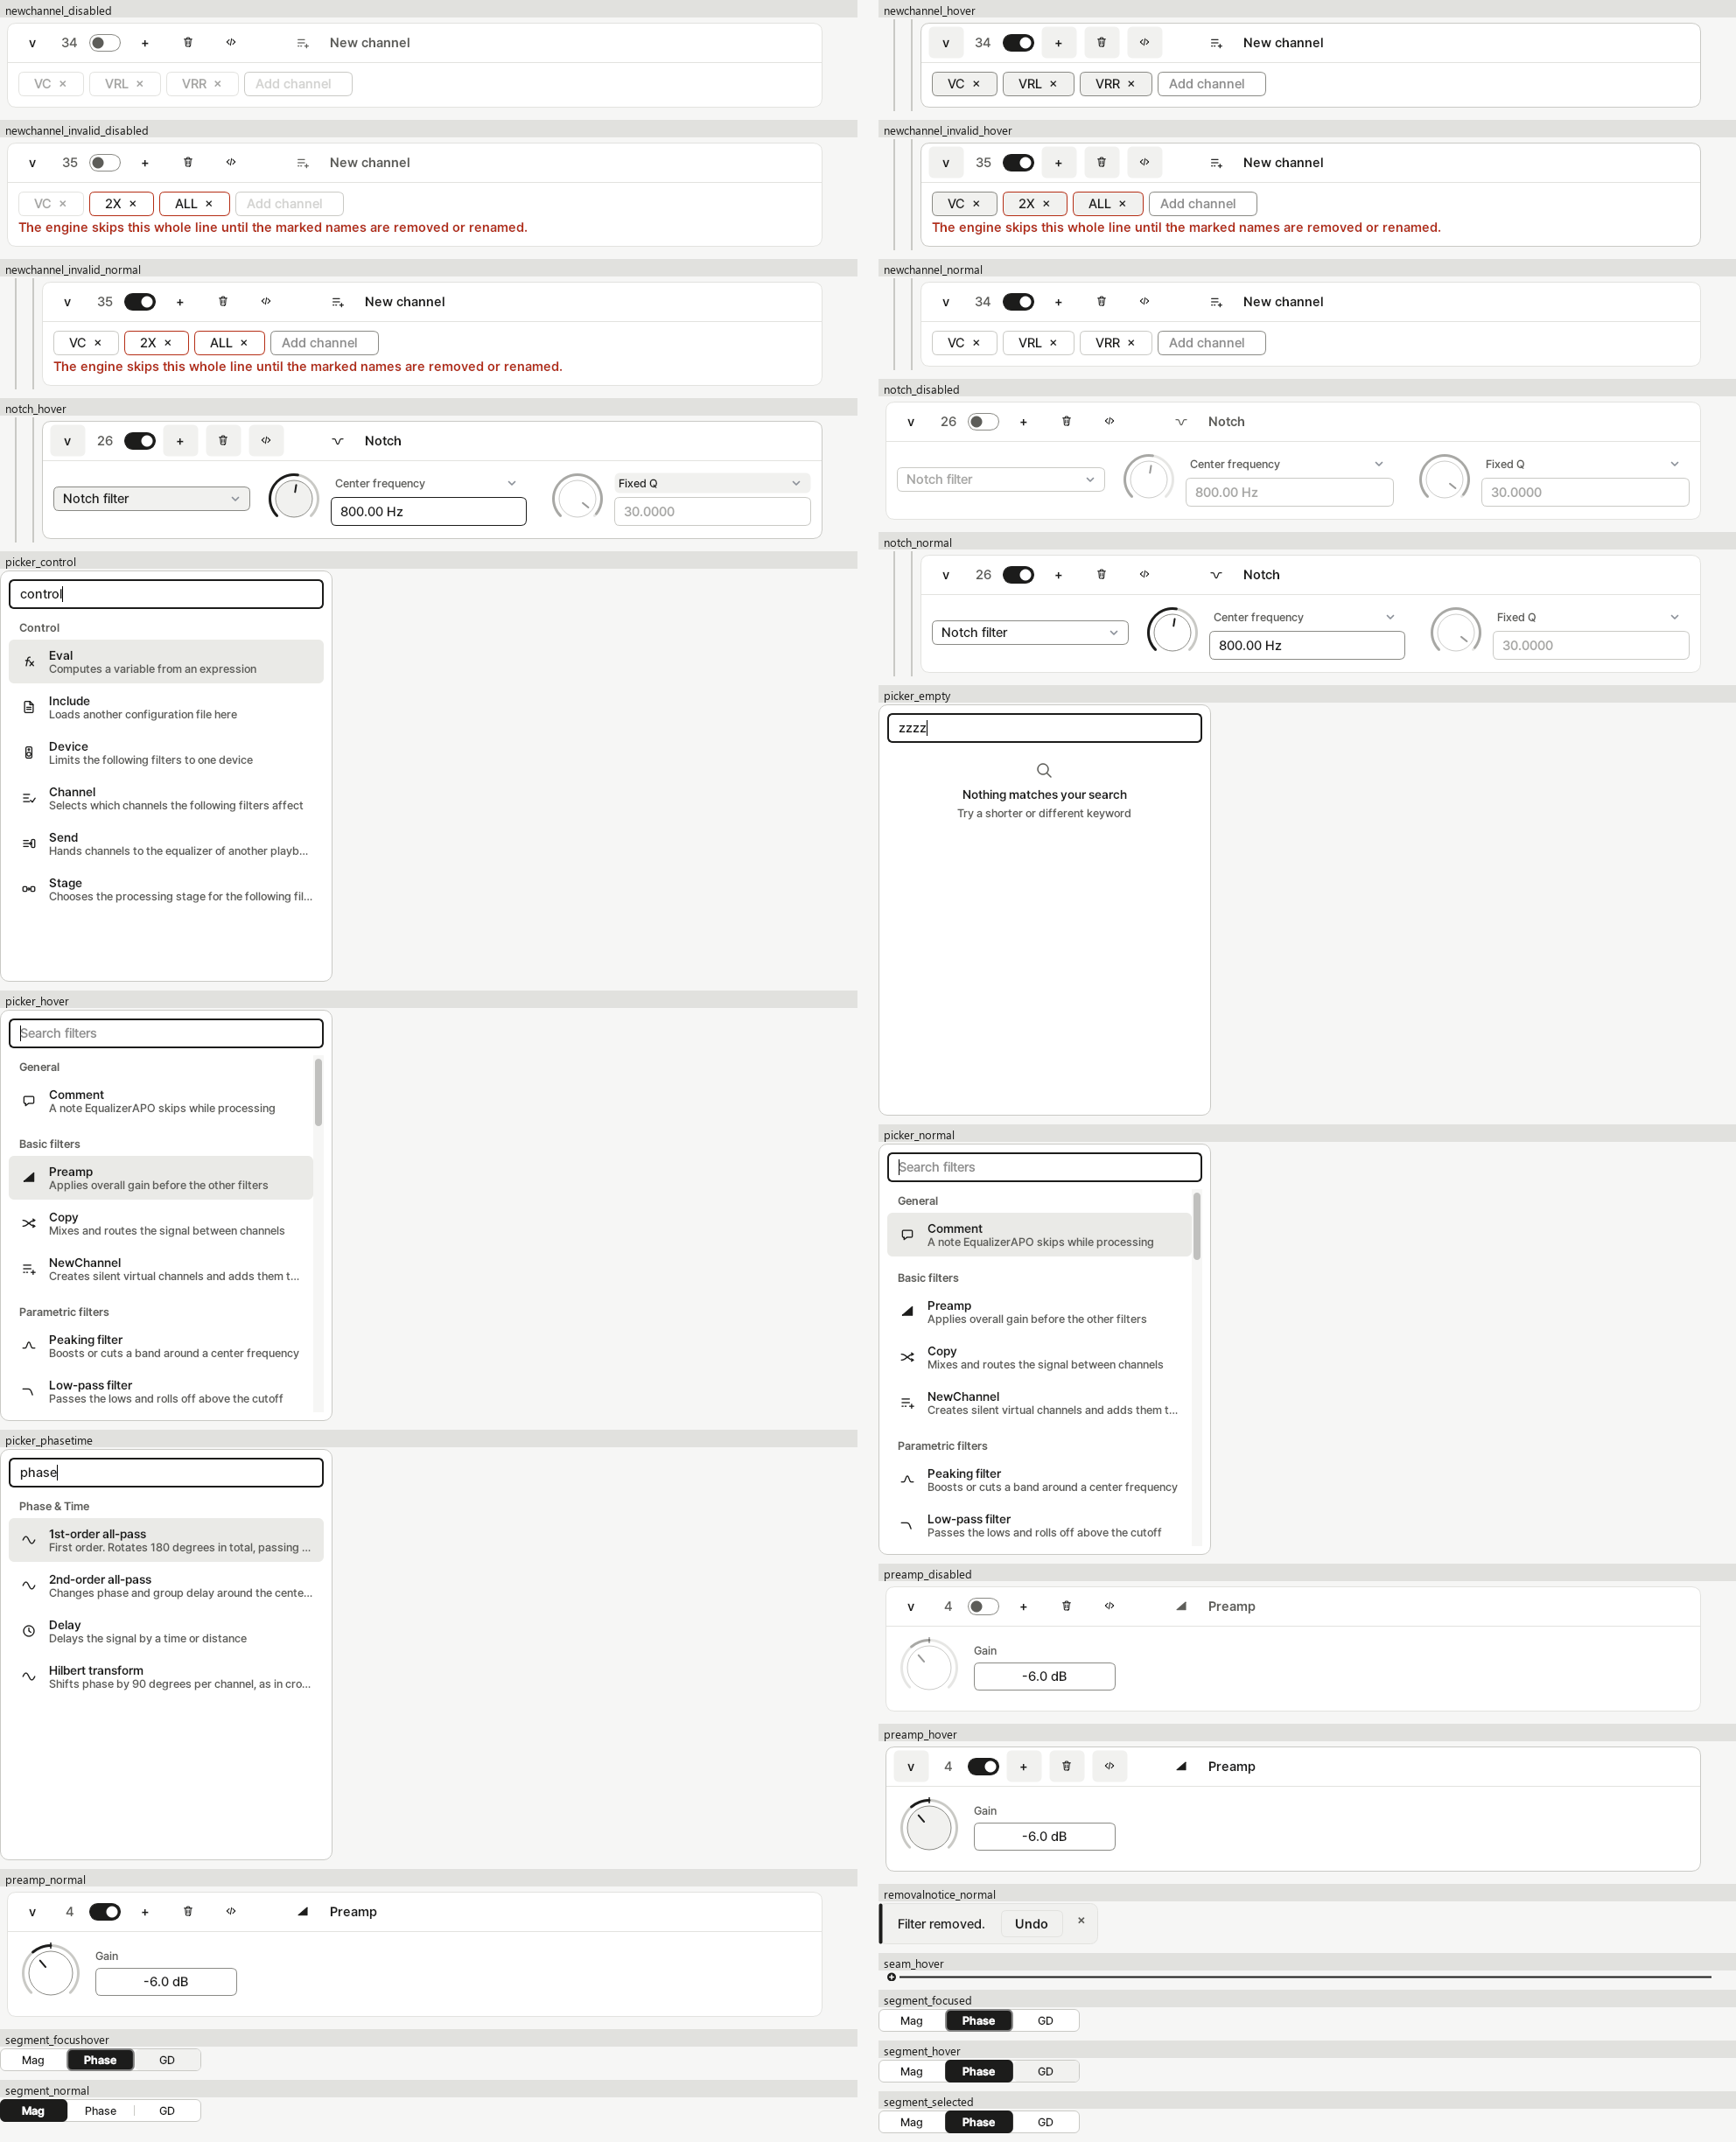 newchannel_disabled
v 34 + </> New channel
VC × VRL × VRR × Add channel
newchannel_invalid_disabled
v 35 + </> New channel
VC × 2X × ALL × Add channel
The engine skips this whole line until the marked names are removed or renamed.
newchannel_invalid_normal
v 35 + </> New channel
VC × 2X × ALL × Add channel
The engine skips this whole line until the marked names are removed or renamed.
notch_hover
v 26 + </> Notch
Center frequency Fixed Q
Notch filter 800.00 Hz 30.0000
picker_control
control
Control
fx Eval
Computes a variable from an expression
Include
Loads another configuration file here
Device
Limits the following filters to one device
Channel
Selects which channels the following filters affect
Send
Hands channels to the equalizer of another playb...
Stage
Chooses the processing stage for the following fil...
picker_hover
Search filters
General
Comment
A note EqualizerAPO skips while processing
Basic filters
Preamp
Applies overall gain before the other filters
Copy
Mixes and routes the signal between channels
NewChannel
Creates silent virtual channels and adds them t...
Parametric filters
Peaking filter
Boosts or cuts a band around a center frequency
Low-pass filter
Passes the lows and rolls off above the cutoff
picker_phasetime
phase
Phase & Time
1st-order all-pass
First order. Rotates 180 degrees in total, passing ...
2nd-order all-pass
Changes phase and group delay around the cente...
Delay
Delays the signal by a time or distance
Hilbert transform
Shifts phase by 90 degrees per channel, as in cro...
preamp_normal
v 4 + </> Preamp
Gain
-6.0 dB
segment_focushover
Mag Phase GD
segment_normal
Mag Phase GD
newchannel_hover
v 34 + </> New channel
VC × VRL × VRR × Add channel
newchannel_invalid_hover
v 35 + </> New channel
VC × 2X × ALL × Add channel
The engine skips this whole line until the marked names are removed or renamed.
newchannel_normal
v 34 + </> New channel
VC × VRL × VRR × Add channel
notch_disabled
v 26 + </> Notch
Center frequency Fixed Q
Notch filter 800.00 Hz 30.0000
notch_normal
v 26 + </> Notch
Center frequency Fixed Q
Notch filter 800.00 Hz 30.0000
picker_empty
zzzz
Nothing matches your search
Try a shorter or different keyword
picker_normal
Search filters
General
Comment
A note EqualizerAPO skips while processing
Basic filters
Preamp
Applies overall gain before the other filters
Copy
Mixes and routes the signal between channels
NewChannel
Creates silent virtual channels and adds them t...
Parametric filters
Peaking filter
Boosts or cuts a band around a center frequency
Low-pass filter
Passes the lows and rolls off above the cutoff
preamp_disabled
v 4 + </> Preamp
Gain
-6.0 dB
preamp_hover
v 4 + </> Preamp
Gain
-6.0 dB
removalnotice_normal
Filter removed. Undo ×
seam_hover
segment_focused
Mag Phase GD
segment_hover
Mag Phase GD
segment_selected
Mag Phase GD